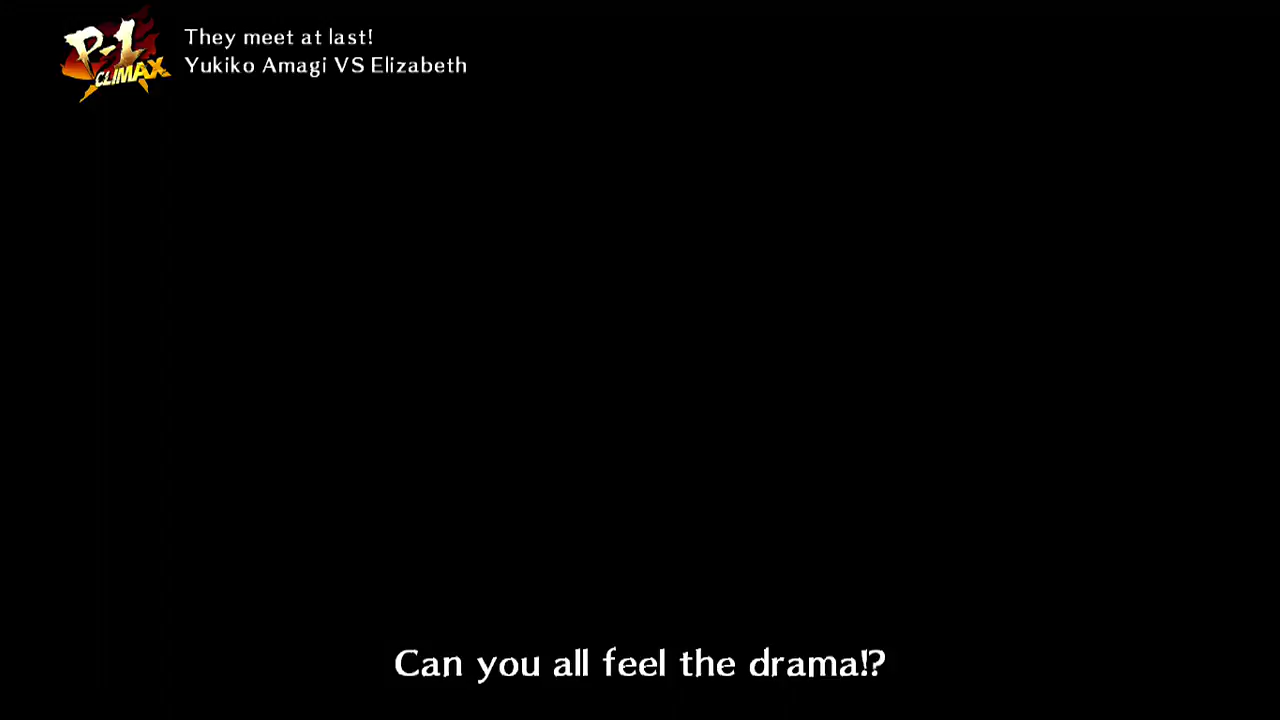 P-1
CLIMAX
They meet at last!
Yukiko Amagi VS Elizabeth
Can you all feel the drama!?